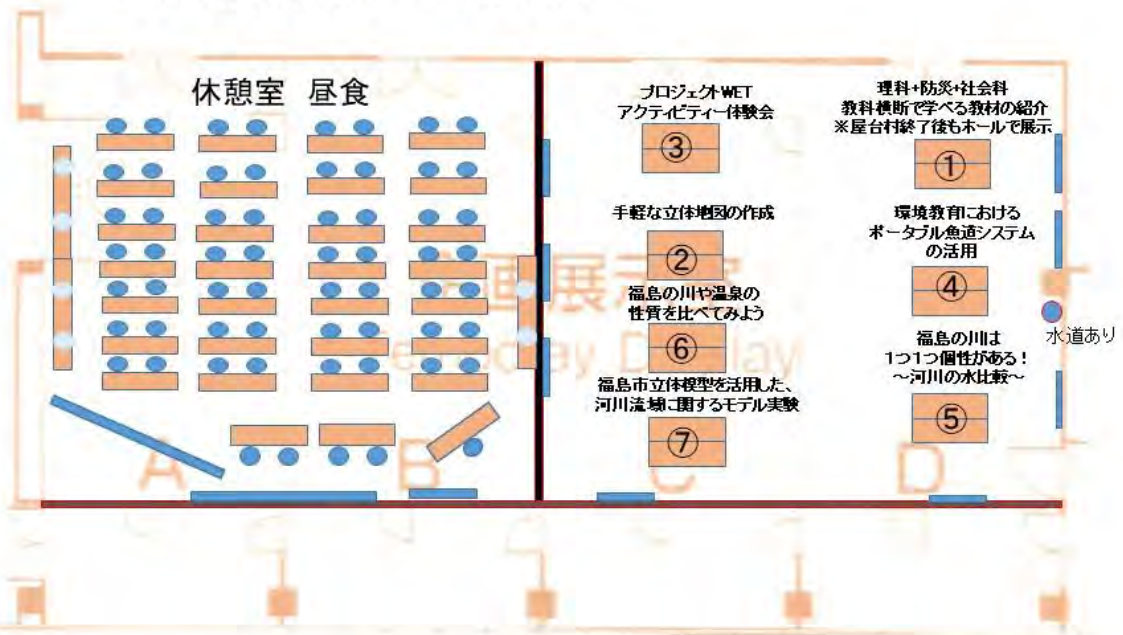 休憩室 昼食
プロジェクトWET
アクティビティー体験会
③
理科+防災+社会科
教科横断で学べる教材の紹介
※屋台村終了後もホールで展示
①
手軽な立体地図の作成
②
環境教育における
ポータブル魚道システム
の活用
④
福島の川や温泉の
性質を比べてみよう
⑥
水道あり
福島の川は
1つ1つ個性がある！
～河川の水比較～
⑤
福島市立体模型を活用した、
河川流域に関するモデル実験
⑦
A
B
C
D